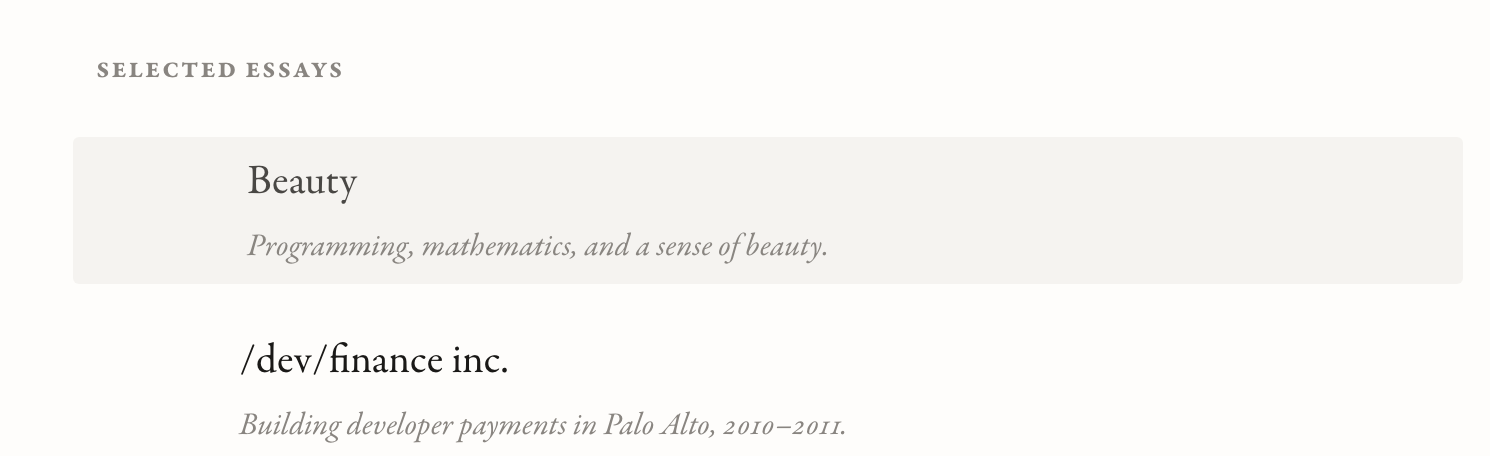 SELECTED ESSAYS
Beauty
Programming, mathematics, and a sense of beauty.
/dev/finance inc.
Building developer payments in Palo Alto, 2010–2011.